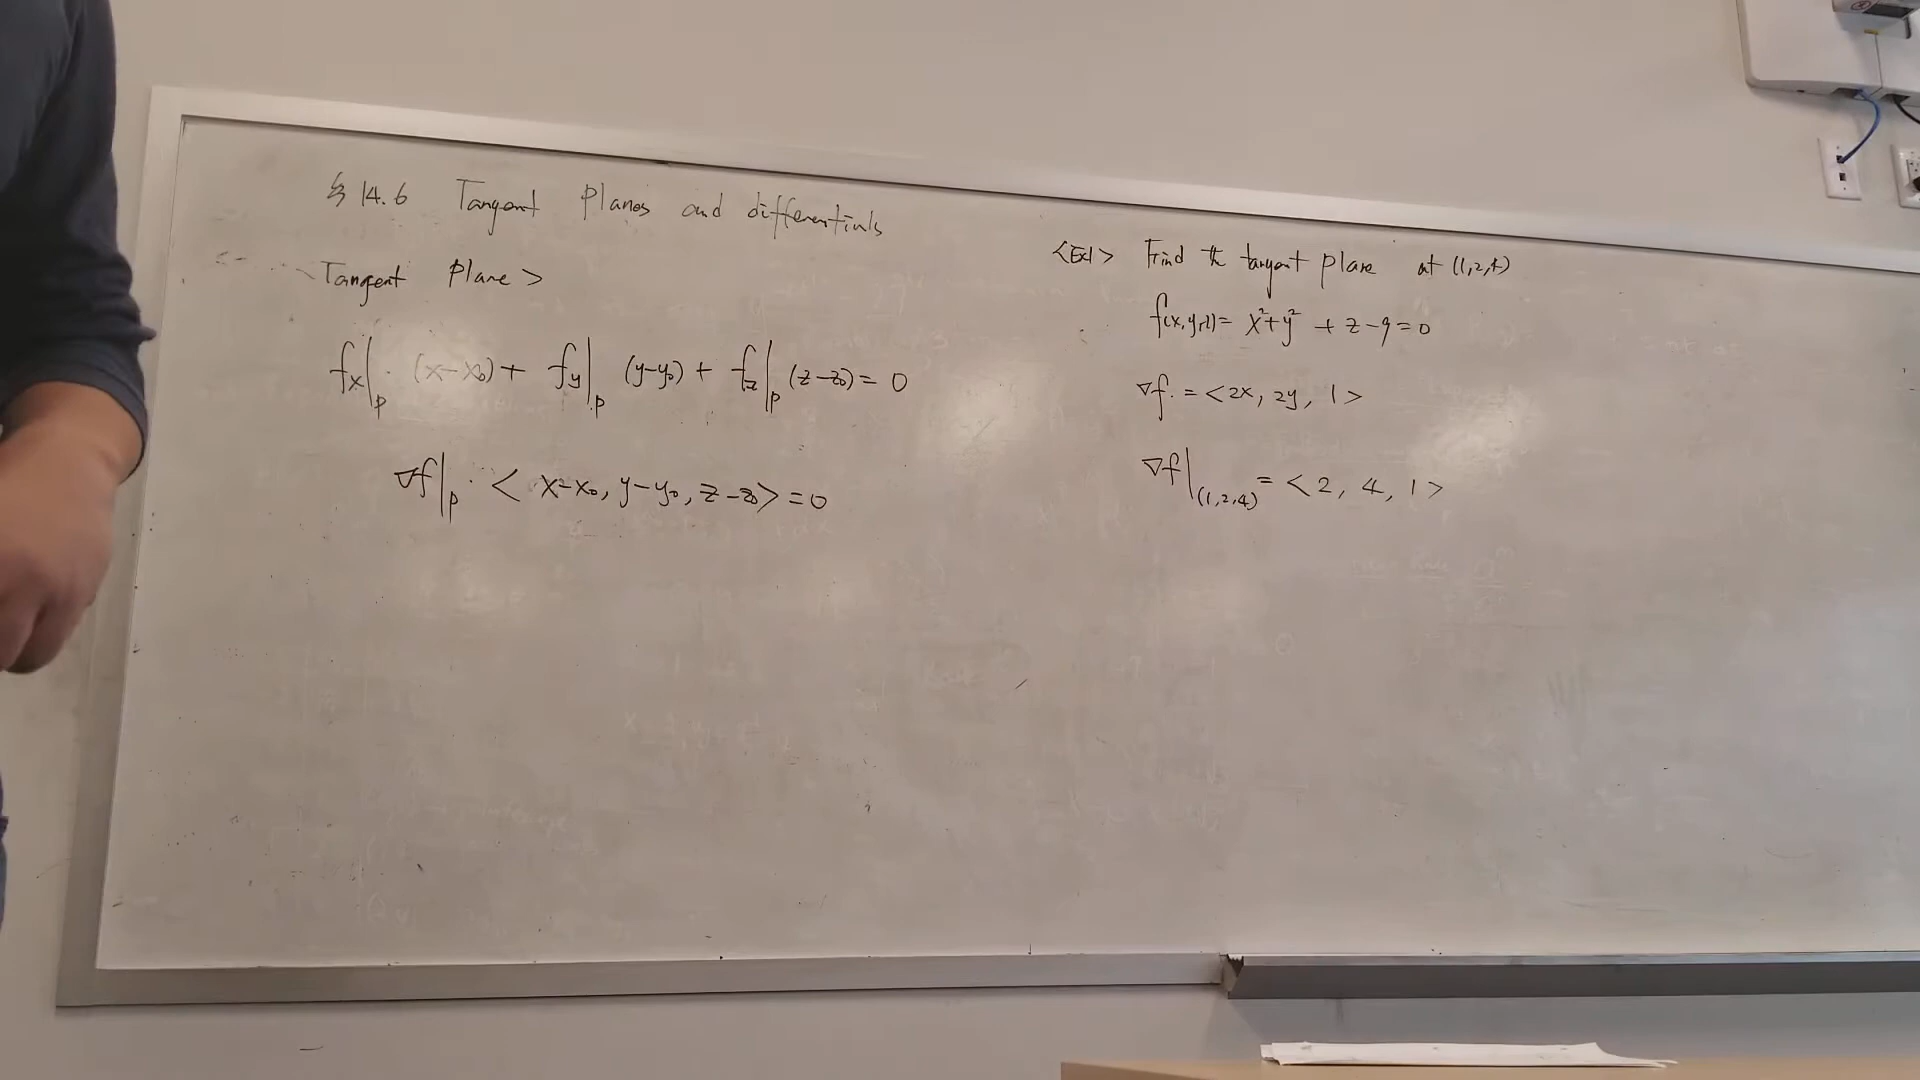 § 14.6 Tangent Planes and differentials
Tangent Plane >
fx|p · (x-x₀) + fy|p (y-y₀) + fz|p (z-z₀) = 0
∇f|p · < x-x₀, y-y₀, z-z₀ > = 0
<Ex1> Find the tangent plane at (1,2,4)
f(x,y,z) = x² + y² + z - 9 = 0
∇f = < 2x, 2y, 1 >
∇f|(1,2,4) = < 2, 4, 1 >